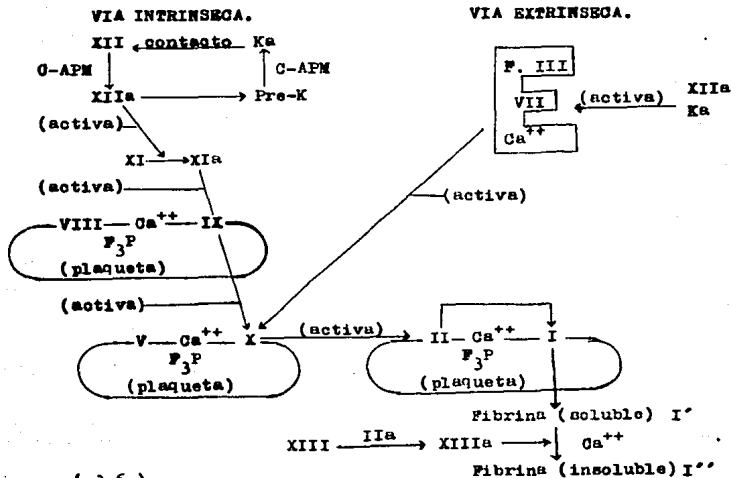 VIA INTRINSECA.
VIA EXTRINSECA.
XII contacto Ka
C-APM C-APM
XIIa Pre-K
(activa)
XI XIa
(activa)
VIII Ca++ IX
F3P
(plaqueta)
(activa)
V Ca++ X
F3P
(plaqueta)
F. III
VII
Ca++
(activa)
XIIa
Ka
(activa)
(activa)
II Ca++ I
F3P
(plaqueta)
Fibrina (soluble) I'
XIII IIa XIIIa Ca++
Fibrina (insoluble) I''